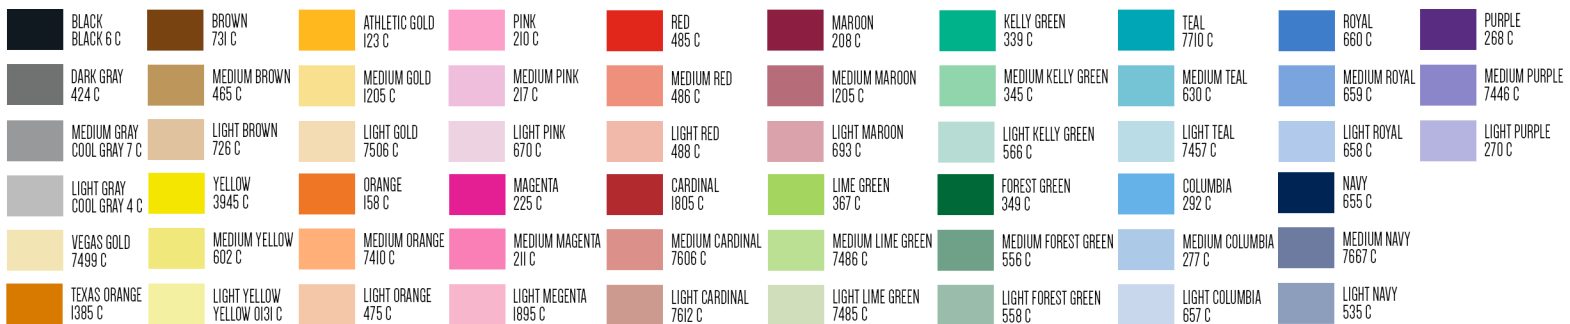 BLACK
BLACK 6 C
DARK GRAY
424 C
MEDIUM GRAY
COOL GRAY 7 C
LIGHT GRAY
COOL GRAY 4 C
VEGAS GOLD
7499 C
TEXAS ORANGE
1385 C
BROWN
731 C
MEDIUM BROWN
465 C
LIGHT BROWN
726 C
YELLOW
3945 C
MEDIUM YELLOW
602 C
LIGHT YELLOW
YELLOW 0131 C
ATHLETIC GOLD
123 C
MEDIUM GOLD
1205 C
LIGHT GOLD
7506 C
ORANGE
158 C
MEDIUM ORANGE
7410 C
LIGHT ORANGE
475 C
PINK
210 C
MEDIUM PINK
217 C
LIGHT PINK
670 C
MAGENTA
225 C
MEDIUM MAGENTA
211 C
LIGHT MEGENTA
1895 C
RED
485 C
MEDIUM RED
486 C
LIGHT RED
488 C
CARDINAL
1805 C
MEDIUM CARDINAL
7606 C
LIGHT CARDINAL
7612 C
MAROON
208 C
MEDIUM MAROON
1205 C
LIGHT MAROON
693 C
LIME GREEN
367 C
MEDIUM LIME GREEN
7486 C
LIGHT LIME GREEN
7485 C
KELLY GREEN
339 C
MEDIUM KELLY GREEN
345 C
LIGHT KELLY GREEN
566 C
FOREST GREEN
349 C
MEDIUM FOREST GREEN
556 C
LIGHT FOREST GREEN
558 C
TEAL
7710 C
MEDIUM TEAL
630 C
LIGHT TEAL
7457 C
COLUMBIA
292 C
MEDIUM COLUMBIA
277 C
LIGHT COLUMBIA
657 C
ROYAL
660 C
MEDIUM ROYAL
659 C
LIGHT ROYAL
658 C
NAVY
655 C
MEDIUM NAVY
7667 C
LIGHT NAVY
535 C
PURPLE
268 C
MEDIUM PURPLE
7446 C
LIGHT PURPLE
270 C